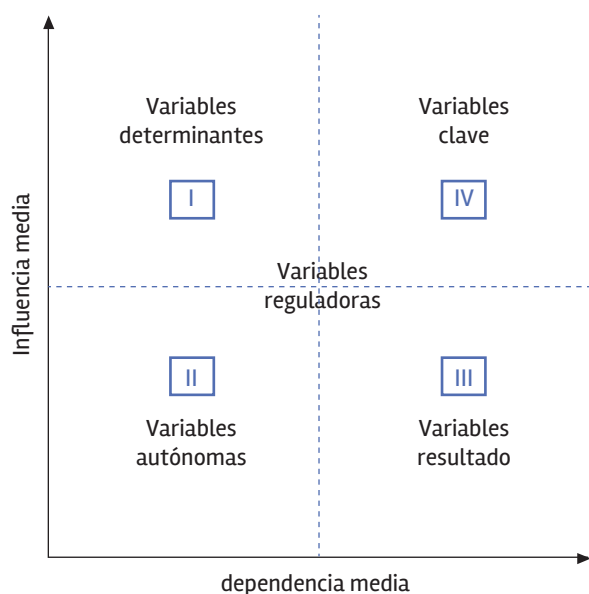 Variables
determinantes
Variables
clave
I
IV
Influencia media
Variables
reguladoras
II
III
Variables
autónomas
Variables
resultado
dependencia media